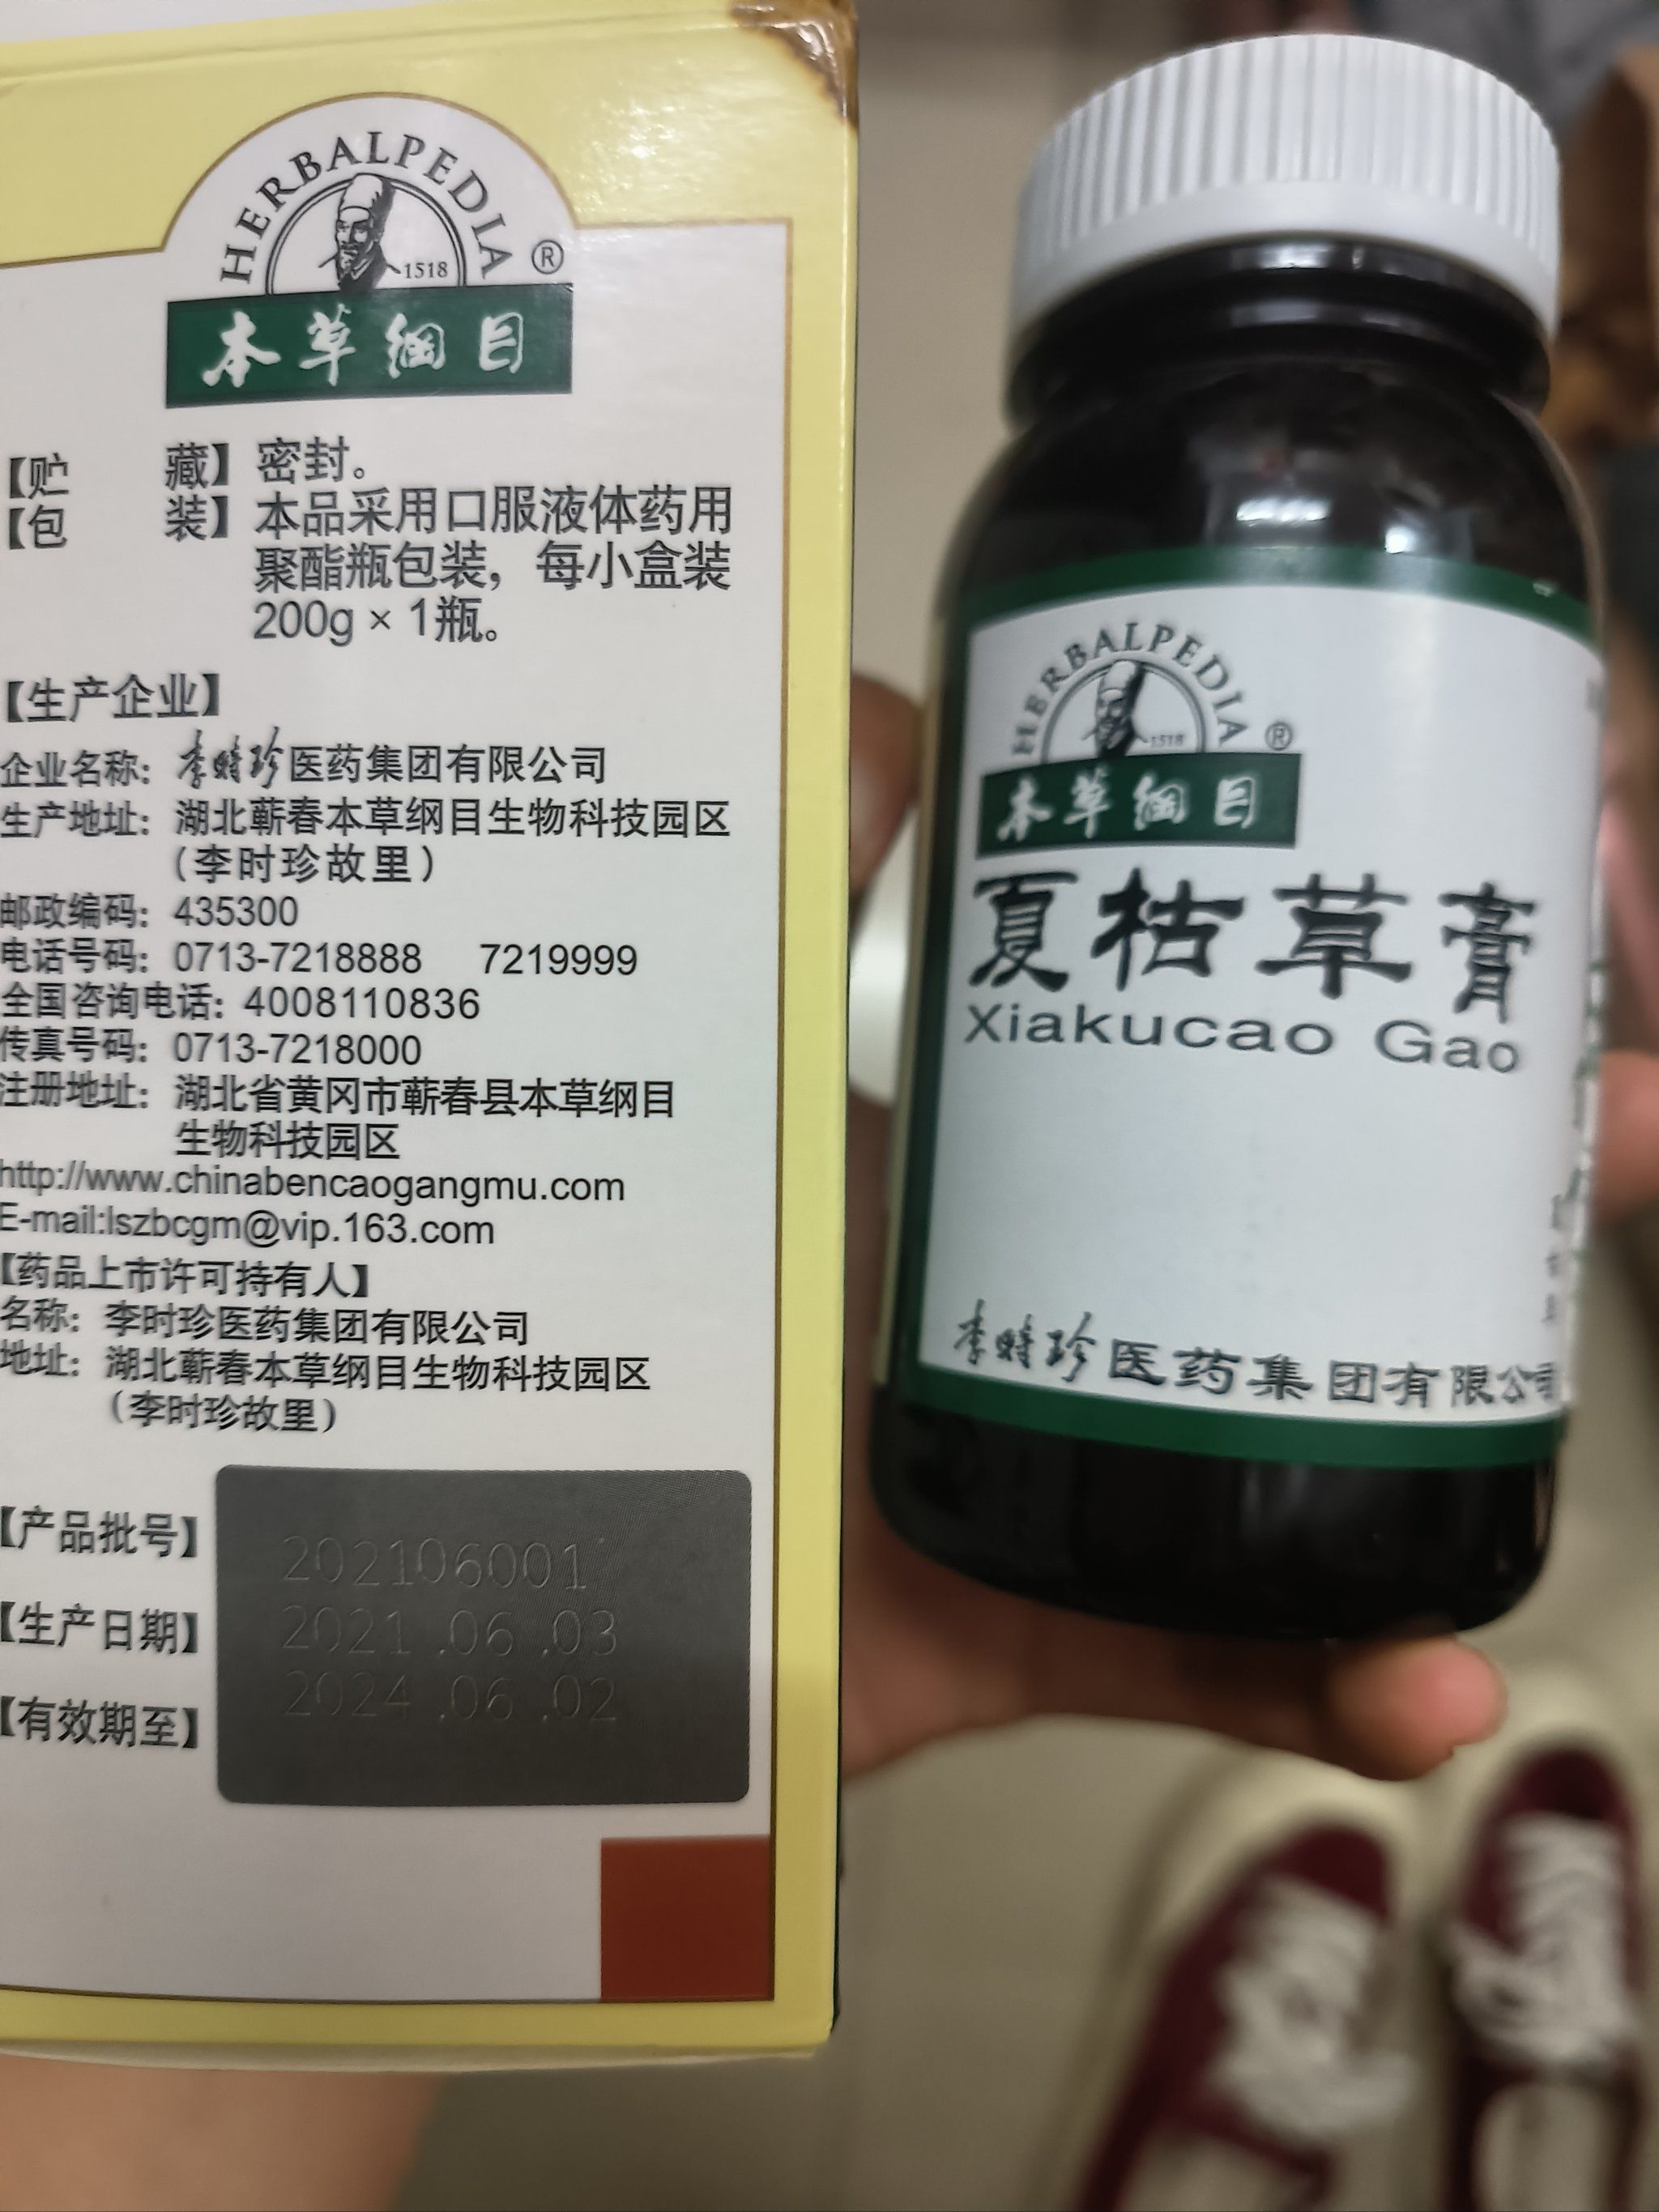 HERBALPEDIA
1518
®
本草纲目
【贮 藏】密封。
【包 装】本品采用口服液体药用
聚酯瓶包装，每小盒装
200g × 1瓶。
【生产企业】
企业名称：李时珍医药集团有限公司
生产地址：湖北蕲春本草纲目生物科技园区
（李时珍故里）
邮政编码：435300
电话号码：0713-7218888 7219999
全国咨询电话：4008110836
传真号码：0713-7218000
注册地址：湖北省黄冈市蕲春县本草纲目
生物科技园区
http://www.chinabencaogangmu.com
E-mail:lszbcgm@vip.163.com
【药品上市许可持有人】
名称：李时珍医药集团有限公司
地址：湖北蕲春本草纲目生物科技园区
（李时珍故里）
【产品批号】202106001
【生产日期】2021.06.03
【有效期至】2024.06.02
HERBALPEDIA
1518
®
本草纲目
夏枯草膏
Xiakucao Gao
李时珍医药集团有限公司